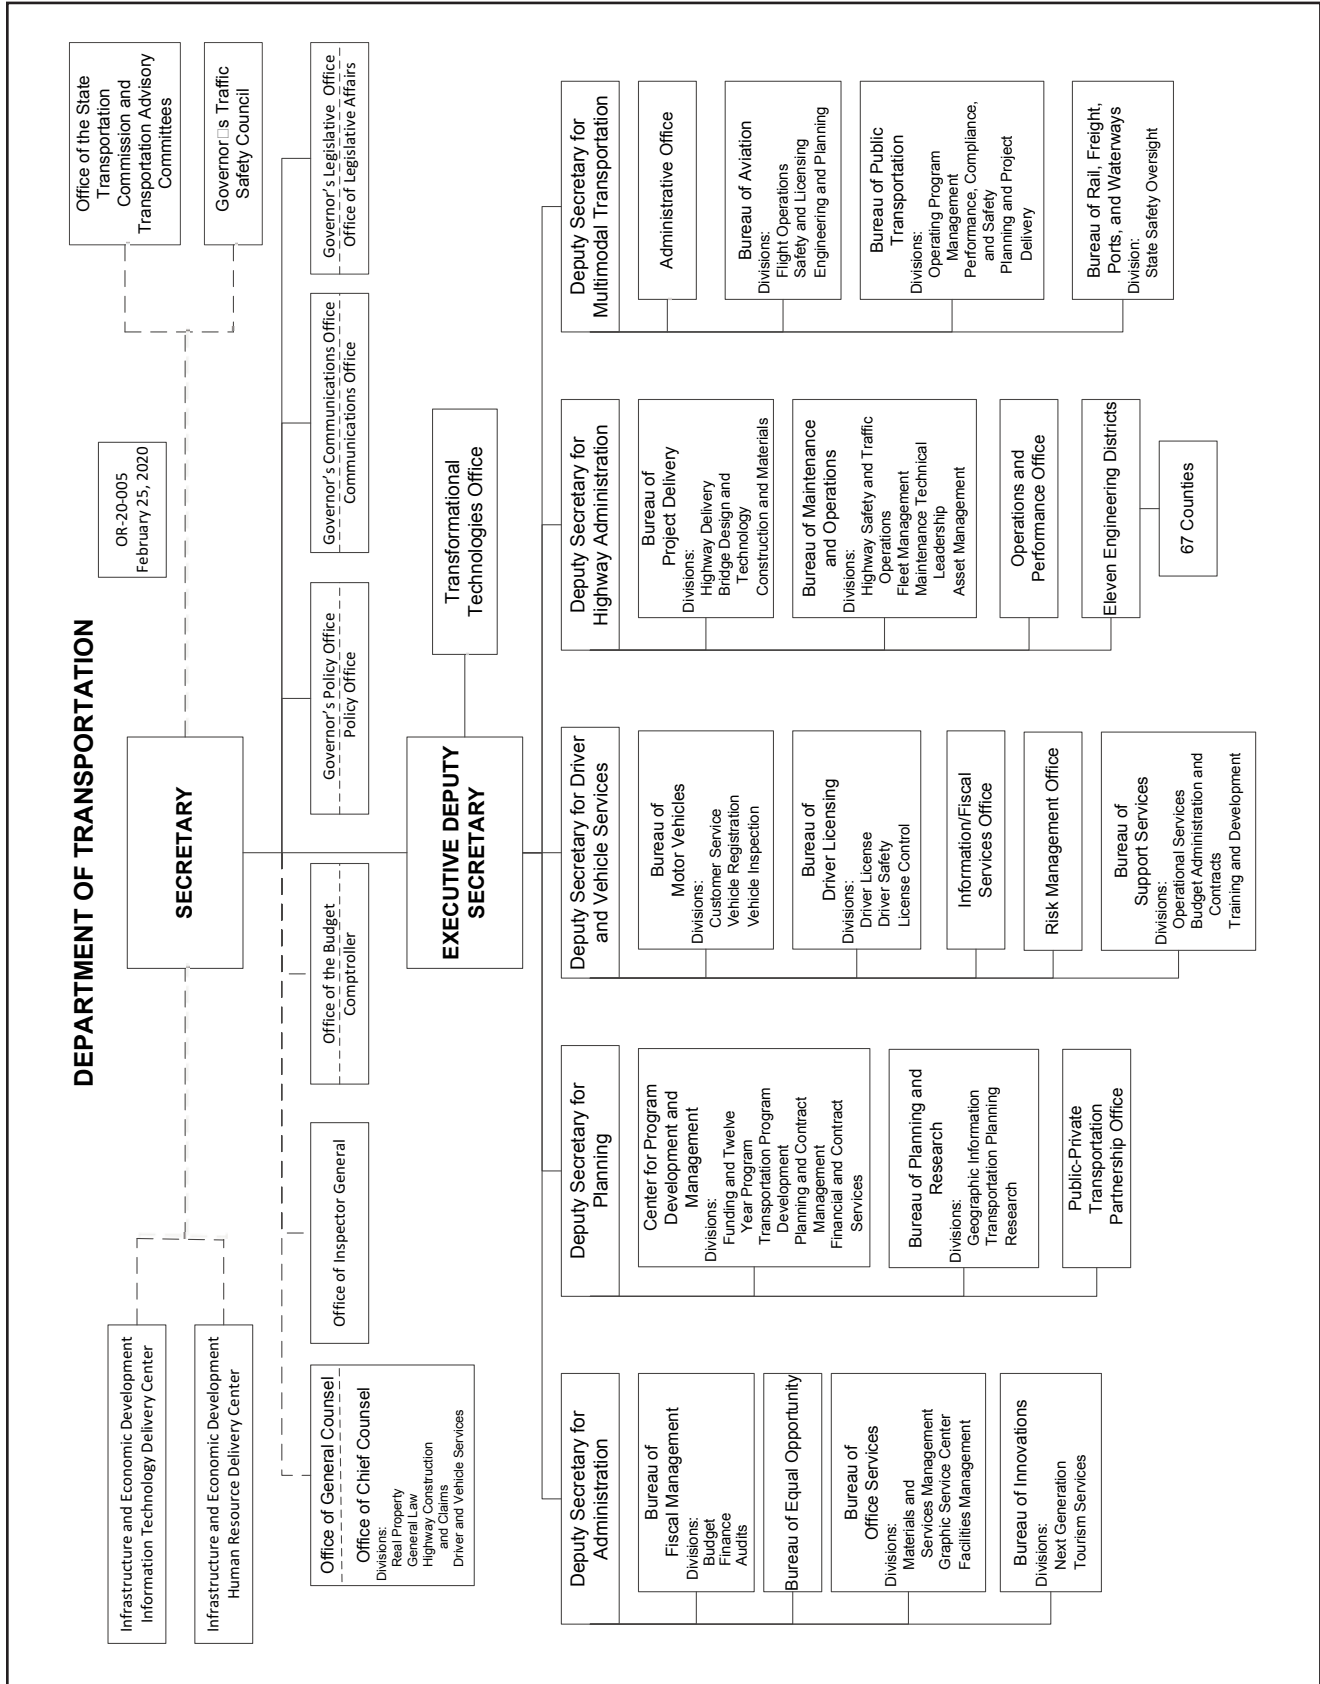 DEPARTMENT OF TRANSPORTATION
OR-20-005
February 25, 2020
Infrastructure and Economic Development
Information Technology Delivery Center
Infrastructure and Economic Development
Human Resource Delivery Center
SECRETARY
Office of the State
Transportation
Commission and
Transportation Advisory
Committees
Governor□s Traffic
Safety Council
Office of General Counsel
Office of Chief Counsel
Divisions:
Real Property
General Law
Highway Construction
and Claims
Driver and Vehicle Services
Office of Inspector General
Office of the Budget
Comptroller
Governor's Policy Office
Policy Office
Governor's Communications Office
Communications Office
Governor's Legislative Office
Office of Legislative Affairs
EXECUTIVE DEPUTY
SECRETARY
Transformational
Technologies Office
Deputy Secretary for
Administration
Bureau of
Fiscal Management
Divisions:
Budget
Finance
Audits
Bureau of Equal Opportunity
Bureau of
Office Services
Divisions:
Materials and
Services Management
Graphic Service Center
Facilities Management
Bureau of Innovations
Divisions:
Next Generation
Tourism Services
Deputy Secretary for
Planning
Center for Program
Development and
Management
Divisions:
Funding and Twelve
Year Program
Transportation Program
Development
Planning and Contract
Management
Financial and Contract
Services
Bureau of Planning and
Research
Divisions:
Geographic Information
Transportation Planning
Research
Public-Private
Transportation
Partnership Office
Deputy Secretary for Driver
and Vehicle Services
Bureau of
Motor Vehicles
Divisions:
Customer Service
Vehicle Registration
Vehicle Inspection
Bureau of
Driver Licensing
Divisions:
Driver License
Driver Safety
License Control
Information/Fiscal
Services Office
Risk Management Office
Bureau of
Support Services
Divisions:
Operational Services
Budget Administration and
Contracts
Training and Development
Deputy Secretary for
Highway Administration
Bureau of
Project Delivery
Divisions:
Highway Delivery
Bridge Design and
Technology
Construction and Materials
Bureau of Maintenance
and Operations
Divisions:
Highway Safety and Traffic
Operations
Fleet Management
Maintenance Technical
Leadership
Asset Management
Operations and
Performance Office
Eleven Engineering Districts
67 Counties
Deputy Secretary for
Multimodal Transportation
Administrative Office
Bureau of Aviation
Divisions:
Flight Operations
Safety and Licensing
Engineering and Planning
Bureau of Public
Transportation
Divisions:
Operating Program
Management
Performance, Compliance,
and Safety
Planning and Project
Delivery
Bureau of Rail, Freight,
Ports, and Waterways
Division:
State Safety Oversight